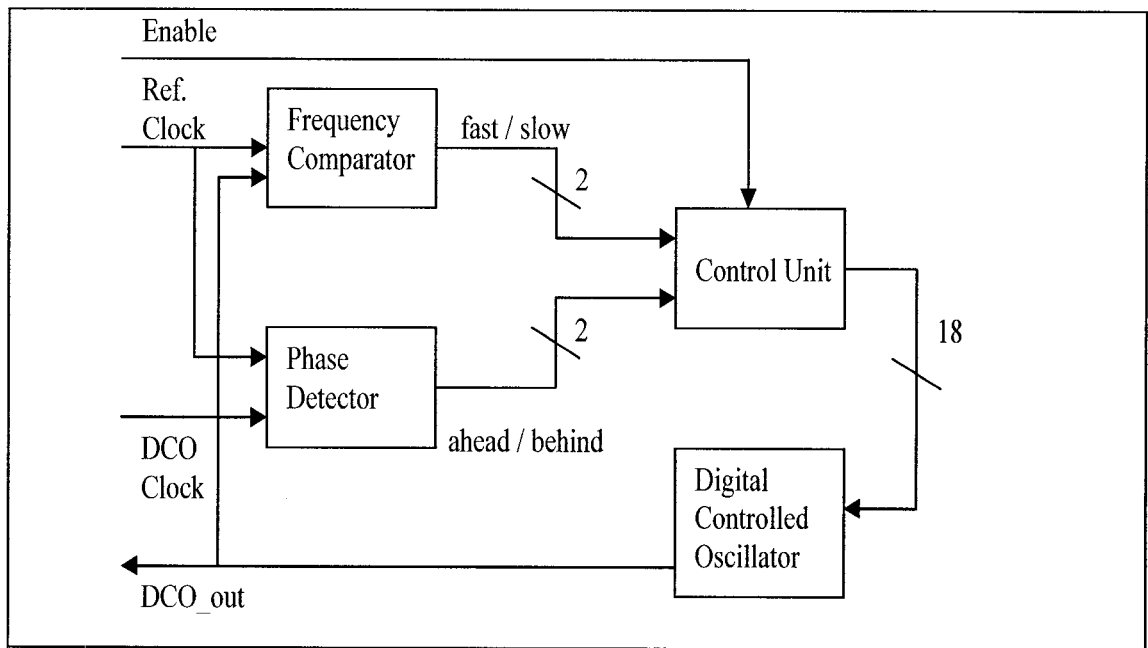 Enable
Ref.
Clock
Frequency
Comparator
fast / slow
2
Control Unit
18
2
Phase
Detector
ahead / behind
DCO
Clock
Digital
Controlled
Oscillator
DCO_out